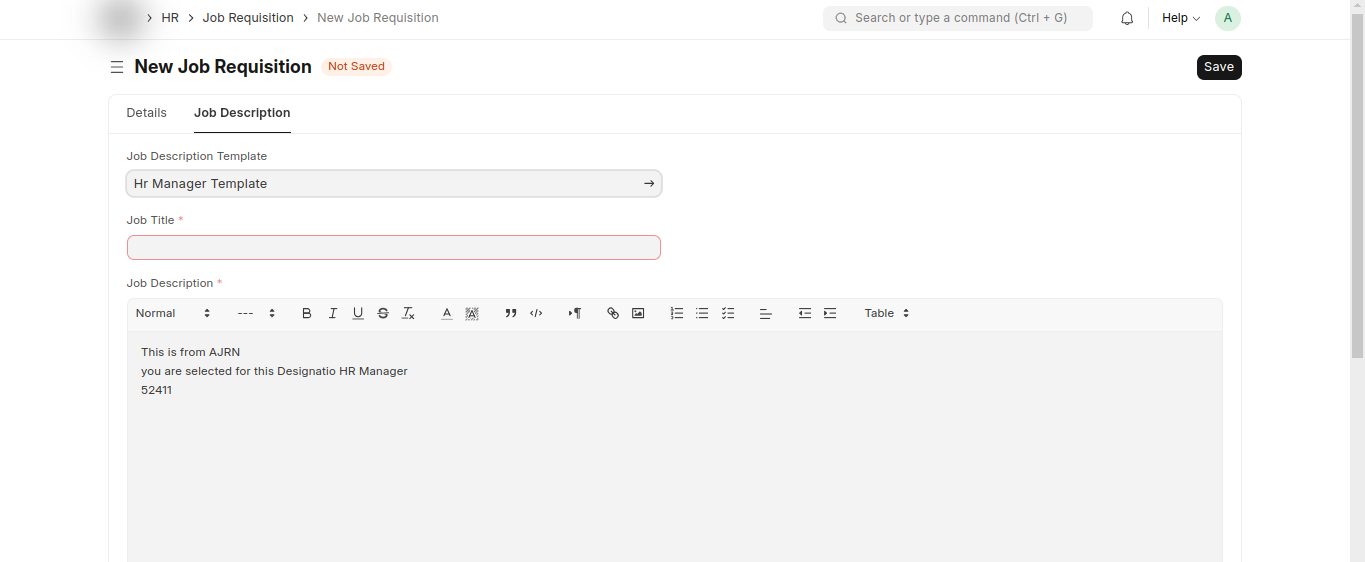 HR > Job Requisition > New Job Requisition
Search or type a command (Ctrl + G)
Help
A
New Job Requisition
Not Saved
Save
Details
Job Description
Job Description Template
Hr Manager Template
Job Title *
Job Description *
Normal
---
Table
This is from AJRN
you are selected for this Designatio HR Manager
52411